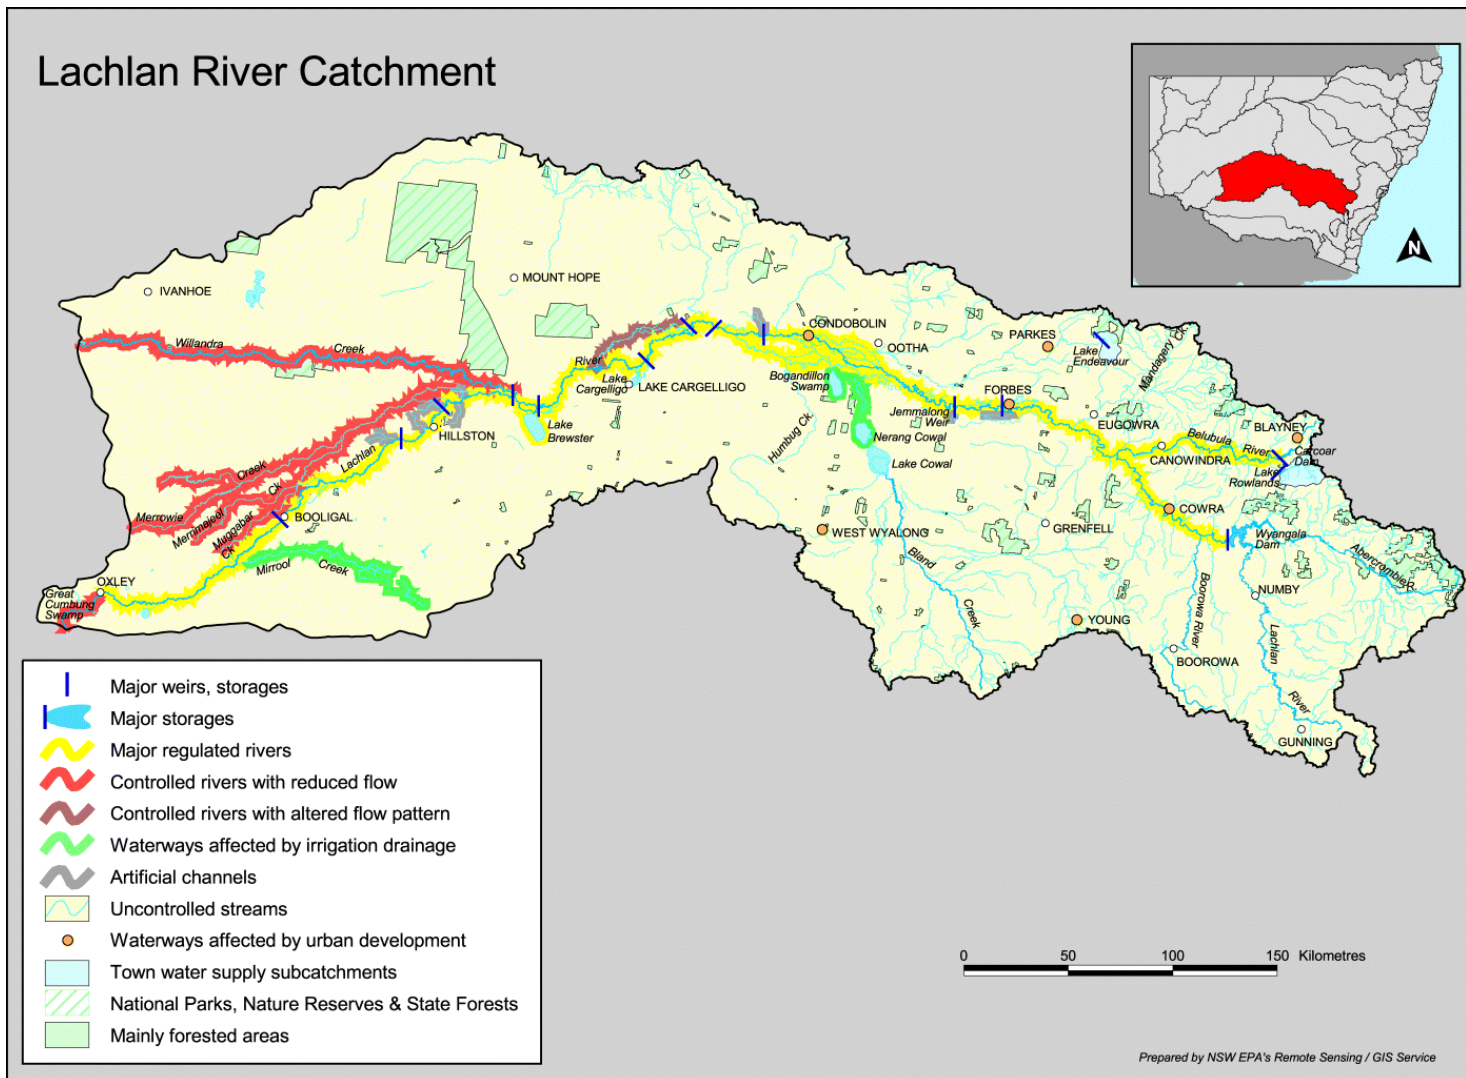 Lachlan River Catchment
N
IVANHOE
MOUNT HOPE
Willandra
Creek
CONDOBOLIN
OOTHA
PARKES
Lake
Endeavour
Mandagery Ck.
River
Lake
Cargelligo
LAKE CARGELLIGO
Bogandillon
Swamp
FORBES
Jemmalong
Weir
EUGOWRA
BLAYNEY
Belubula
River
Carcoar
Dam
CANOWINDRA
Lake
Rowlands
HILLSTON
Lake
Brewster
Humbug Ck.
Nerang Cowal
Lake Cowal
Lachlan
Creek
Merrowie
Merrimajeel
Ck
Muggabar
Ck
BOOLIGAL
COWRA
GRENFELL
WEST WYALONG
Wyangala
Dam
Abercrombie R.
Bland
Creek
Mirrool
Creek
OXLEY
Great
Cumbung
Swamp
Boorowa River
NUMBY
YOUNG
BOOROWA
Lachlan
River
GUNNING
Major weirs, storages
Major storages
Major regulated rivers
Controlled rivers with reduced flow
Controlled rivers with altered flow pattern
Waterways affected by irrigation drainage
Artificial channels
Uncontrolled streams
Waterways affected by urban development
Town water supply subcatchments
National Parks, Nature Reserves & State Forests
Mainly forested areas
0 50 100 150 Kilometres
Prepared by NSW EPA's Remote Sensing / GIS Service